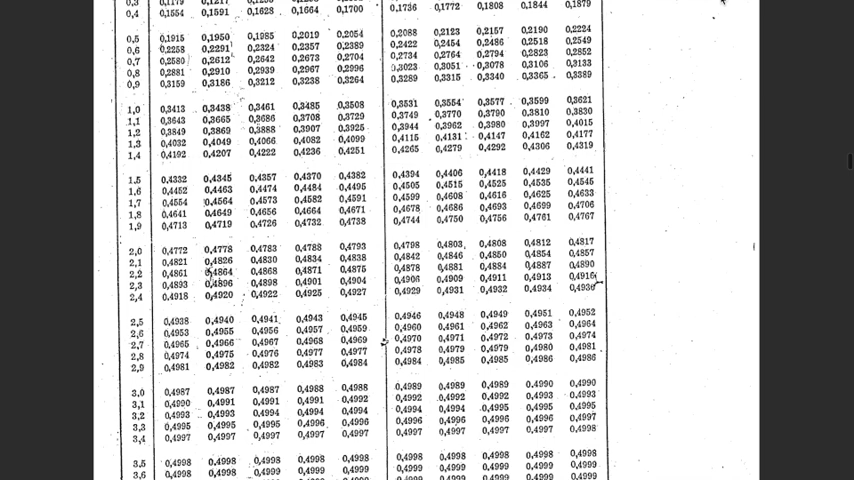 0,4 0,1554 0,1591 0,1628 0,1664 0,1700 0,1736 0,1772 0,1808 0,1844 0,1879
0,5 0,1915 0,1950 0,1985 0,2019 0,2054 0,2088 0,2123 0,2157 0,2190 0,2224
0,6 0,2258 0,2291 0,2324 0,2357 0,2389 0,2422 0,2454 0,2486 0,2518 0,2549
0,7 0,2580 0,2612 0,2642 0,2673 0,2704 0,2734 0,2764 0,2794 0,2823 0,2852
0,8 0,2881 0,2910 0,2939 0,2967 0,2996 0,3023 0,3051 0,3078 0,3106 0,3133
0,9 0,3159 0,3186 0,3212 0,3238 0,3264 0,3289 0,3315 0,3340 0,3365 0,3389
1,0 0,3413 0,3438 0,3461 0,3485 0,3508 0,3531 0,3554 0,3577 0,3599 0,3621
1,1 0,3643 0,3665 0,3686 0,3708 0,3729 0,3749 0,3770 0,3790 0,3810 0,3830
1,2 0,3849 0,3869 0,3888 0,3907 0,3925 0,3944 0,3962 0,3980 0,3997 0,4015
1,3 0,4032 0,4049 0,4066 0,4082 0,4099 0,4115 0,4131 0,4147 0,4162 0,4177
1,4 0,4192 0,4207 0,4222 0,4236 0,4251 0,4265 0,4279 0,4292 0,4306 0,4319
1,5 0,4332 0,4345 0,4357 0,4370 0,4382 0,4394 0,4406 0,4418 0,4429 0,4441
1,6 0,4452 0,4463 0,4474 0,4484 0,4495 0,4505 0,4515 0,4525 0,4535 0,4545
1,7 0,4554 0,4564 0,4573 0,4582 0,4591 0,4599 0,4608 0,4616 0,4625 0,4633
1,8 0,4641 0,4649 0,4656 0,4664 0,4671 0,4678 0,4686 0,4693 0,4699 0,4706
1,9 0,4713 0,4719 0,4726 0,4732 0,4738 0,4744 0,4750 0,4756 0,4761 0,4767
2,0 0,4772 0,4778 0,4783 0,4788 0,4793 0,4798 0,4803 0,4808 0,4812 0,4817
2,1 0,4821 0,4826 0,4830 0,4834 0,4838 0,4842 0,4846 0,4850 0,4854 0,4857
2,2 0,4861 0,4864 0,4868 0,4871 0,4875 0,4878 0,4881 0,4884 0,4887 0,4890
2,3 0,4893 0,4896 0,4898 0,4901 0,4904 0,4906 0,4909 0,4911 0,4913 0,4916
2,4 0,4918 0,4920 0,4922 0,4925 0,4927 0,4929 0,4931 0,4932 0,4934 0,4936
2,5 0,4938 0,4940 0,4941 0,4943 0,4945 0,4946 0,4948 0,4949 0,4951 0,4952
2,6 0,4953 0,4955 0,4956 0,4957 0,4959 0,4960 0,4961 0,4962 0,4963 0,4964
2,7 0,4965 0,4966 0,4967 0,4968 0,4969 0,4970 0,4971 0,4972 0,4973 0,4974
2,8 0,4974 0,4975 0,4976 0,4977 0,4977 0,4978 0,4979 0,4979 0,4980 0,4981
2,9 0,4981 0,4982 0,4982 0,4983 0,4984 0,4984 0,4985 0,4985 0,4986 0,4986
3,0 0,4987 0,4987 0,4987 0,4988 0,4988 0,4989 0,4989 0,4989 0,4990 0,4990
3,1 0,4990 0,4991 0,4991 0,4991 0,4992 0,4992 0,4992 0,4992 0,4993 0,4993
3,2 0,4993 0,4993 0,4994 0,4994 0,4994 0,4994 0,4994 0,4995 0,4995 0,4995
3,3 0,4995 0,4995 0,4995 0,4996 0,4996 0,4996 0,4996 0,4996 0,4996 0,4997
3,4 0,4997 0,4997 0,4997 0,4997 0,4997 0,4997 0,4997 0,4997 0,4997 0,4998
3,5 0,4998 0,4998 0,4998 0,4998 0,4998 0,4998 0,4998 0,4998 0,4998 0,4998
3,6 0,4998 0,4998 0,4999 0,4999 0,4999 0,4999 0,4999 0,4999 0,4999 0,4999